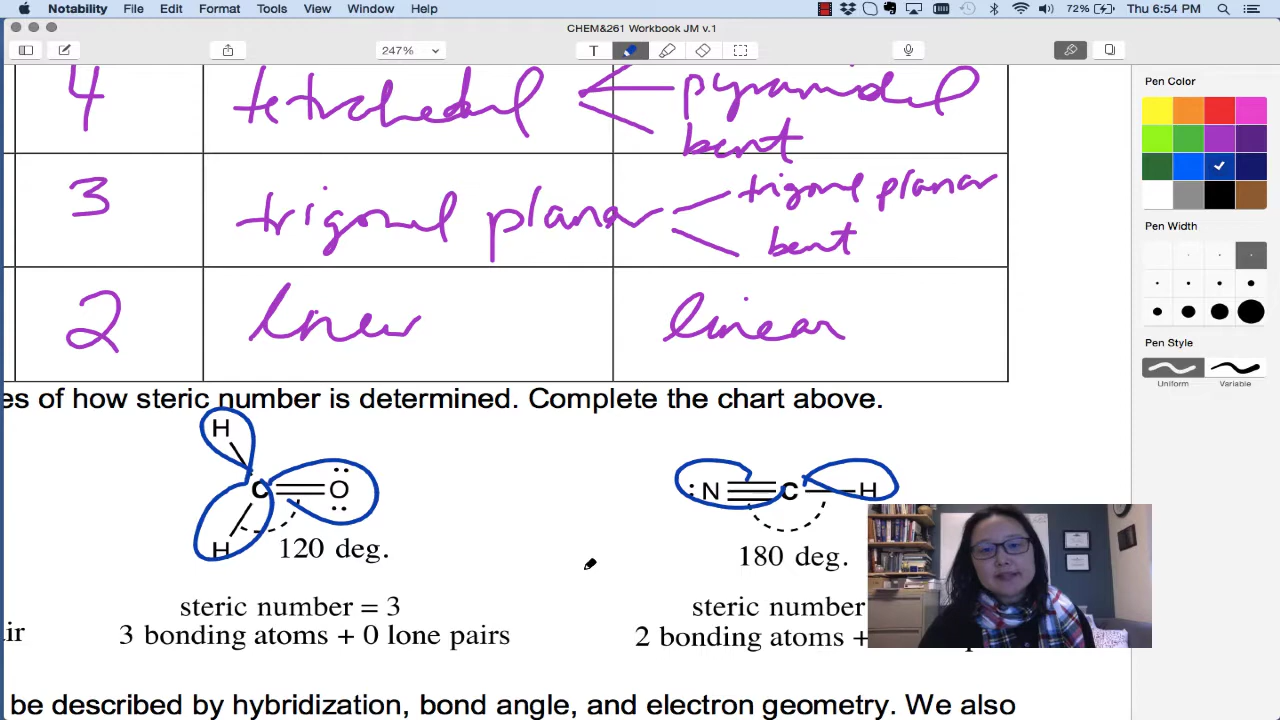 Notability File Edit Format Tools View Window Help 72% Thu 6:54 PM
CHEM&261 Workbook JM v.1
247% T
Pen Color
4 tetrahedral pyramidal
bent
3 trigonal planar trigonal planar
bent
Pen Width
2 linear linear
Pen Style
Uniform Variable
es of how steric number is determined. Complete the chart above.
H
C O :N C H
H
120 deg. 180 deg.
steric number = 3 steric number
air 3 bonding atoms + 0 lone pairs 2 bonding atoms +
be described by hybridization, bond angle, and electron geometry. We also